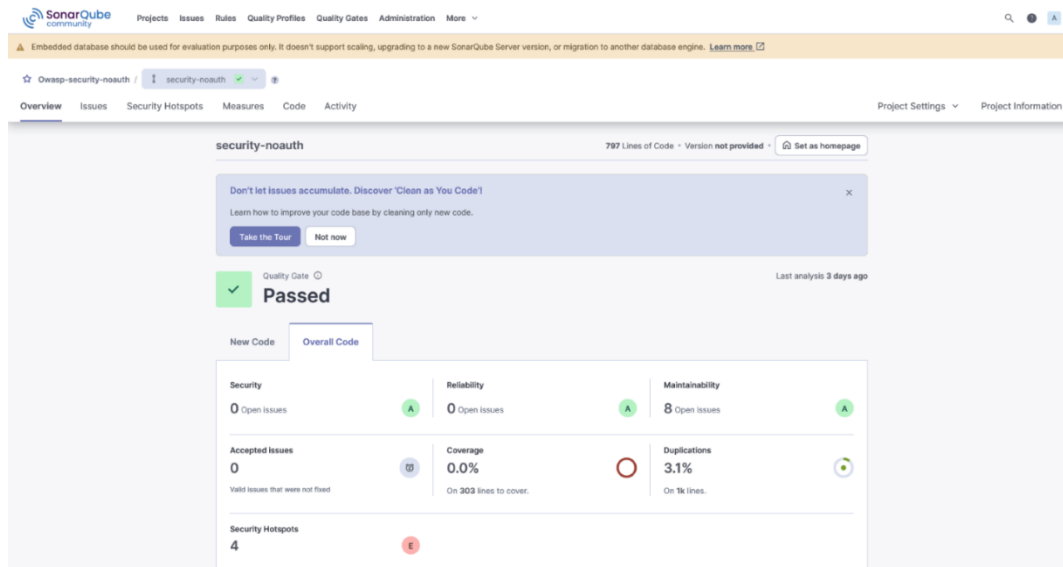 SonarQube community Projects Issues Rules Quality Profiles Quality Gates Administration More A
Embedded database should be used for evaluation purposes only. It doesn't support scaling, upgrading to a new SonarQube Server version, or migration to another database engine. Learn more
Owasp-security-noauth / security-noauth
Overview Issues Security Hotspots Measures Code Activity Project Settings Project Information
security-noauth 797 Lines of Code • Version not provided • Set as homepage
Don't let issues accumulate. Discover 'Clean as You Code'!
Learn how to improve your code base by cleaning only new code.
Take the Tour Not now
Quality Gate Last analysis 3 days ago
Passed
New Code Overall Code
Security Reliability Maintainability
0 Open issues A 0 Open issues A 8 Open issues A
Accepted issues Coverage Duplications
0 0.0% 3.1%
Valid issues that were not fixed On 303 lines to cover. On 1k lines.
Security Hotspots
4 E